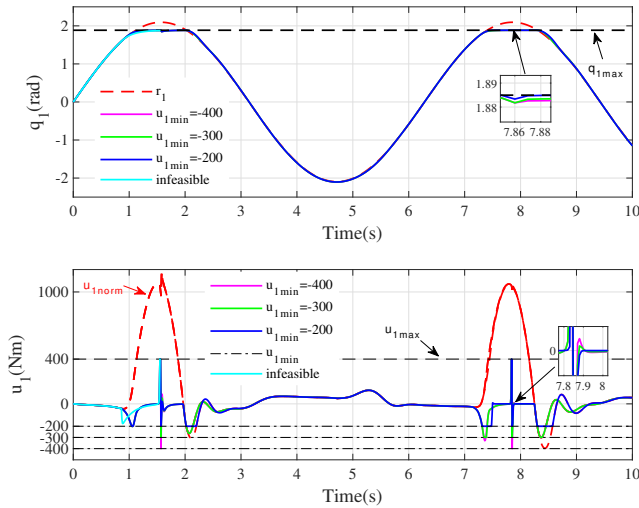 2
1
0
-1
-2
q1(rad)
r1
u1min=-400
u1min=-300
u1min=-200
infeasible
q1max
1.89
1.88
7.86 7.88
0 1 2 3 4 5 6 7 8 9 10
Time(s)
1000
400
0
-200
-300
-400
u1(Nm)
u1norm
u1min=-400
u1min=-300
u1min=-200
u1min
infeasible
u1max
0
7.8 7.9 8
0 1 2 3 4 5 6 7 8 9 10
Time(s)